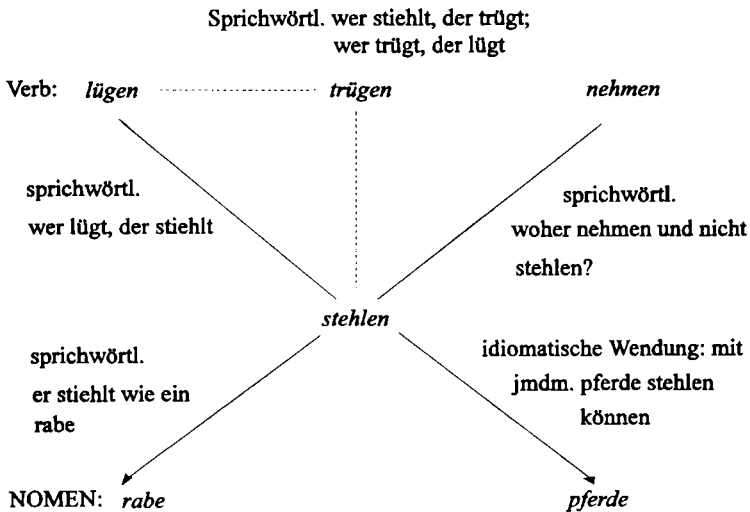 Sprichwörtl. wer stiehlt, der trügt;
wer trügt, der lügt
Verb: lügen trügen nehmen
sprichwörtl.
wer lügt, der stiehlt
sprichwörtl.
woher nehmen und nicht
stehlen?
stehlen
sprichwörtl.
er stiehlt wie ein
rabe
idiomatische Wendung: mit
jmdm. pferde stehlen
können
NOMEN: rabe pferde